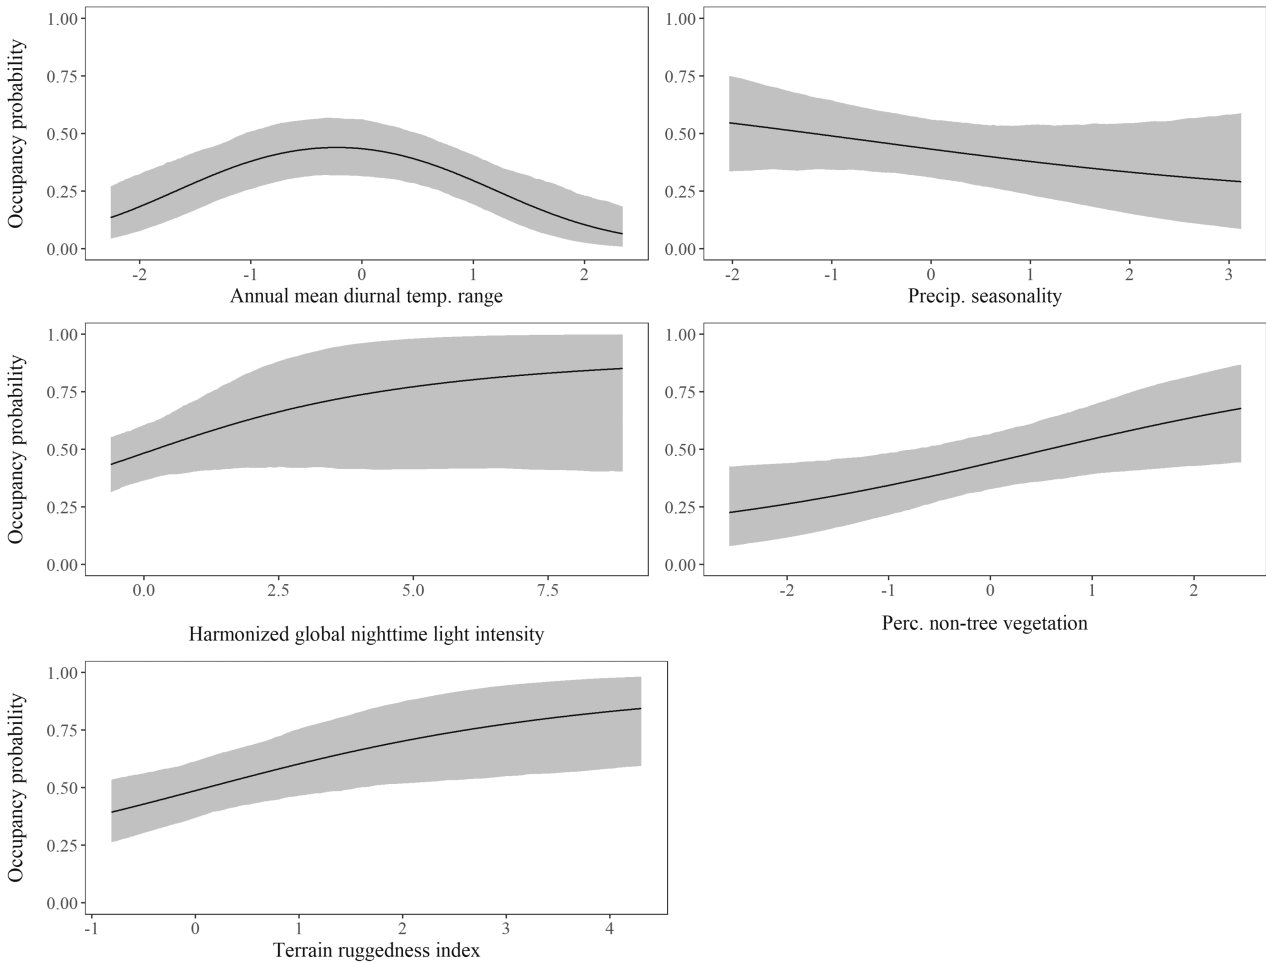 1.00
0.75
0.50
0.25
0.00
Occupancy probability
-2 -1 0 1 2
Annual mean diurnal temp. range
1.00
0.75
0.50
0.25
0.00
Occupancy probability
-2 -1 0 1 2 3
Precip. seasonality
1.00
0.75
0.50
0.25
0.00
Occupancy probability
0.0 2.5 5.0 7.5
Harmonized global nighttime light intensity
1.00
0.75
0.50
0.25
0.00
Occupancy probability
-2 -1 0 1 2
Perc. non-tree vegetation
1.00
0.75
0.50
0.25
0.00
Occupancy probability
-1 0 1 2 3 4
Terrain ruggedness index